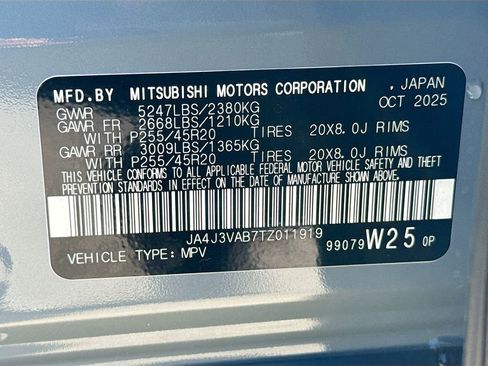 MFD.BY MITSUBISHI MOTORS CORPORATION , JAPAN
GVWR 5247LBS/2380KG OCT 2025
GAWR FR 2668LBS/1210KG
WITH P255/45R20 TIRES 20X8.0J RIMS
GAWR RR 3009LBS/1365KG
WITH P255/45R20 TIRES 20X8.0J RIMS
THIS VEHICLE CONFORMS TO ALL APPLICABLE FEDERAL MOTOR VEHICLE SAFETY AND THEFT
PREVENTION STANDARDS IN EFFECT ON THE DATE OF MANUFACTURE SHOWN ABOVE.
JA4J3VAB7TZ011919
99079 W25 0P
VEHICLE TYPE: MPV